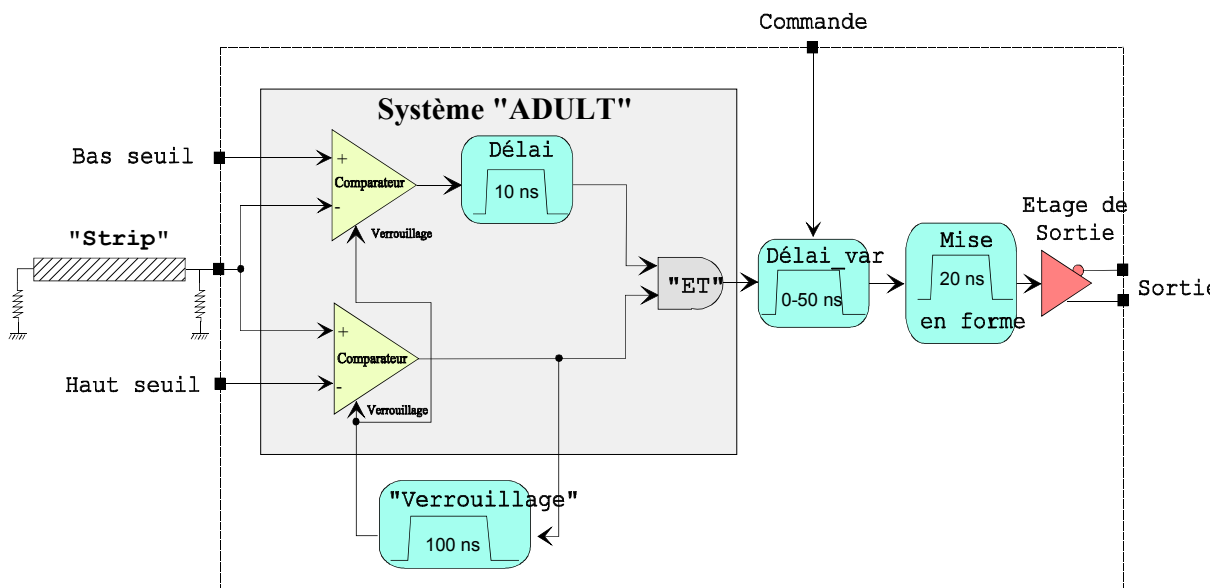 Commande
Système "ADULT"
Bas seuil
+
Comparateur
-
Verrouillage
Délai
10 ns
"Strip"
"ET"
Délai_var
0-50 ns
Mise
20 ns
en forme
Etage de
Sortie
Sortie
+
Comparateur
-
Verrouillage
Haut seuil
"Verrouillage"
100 ns